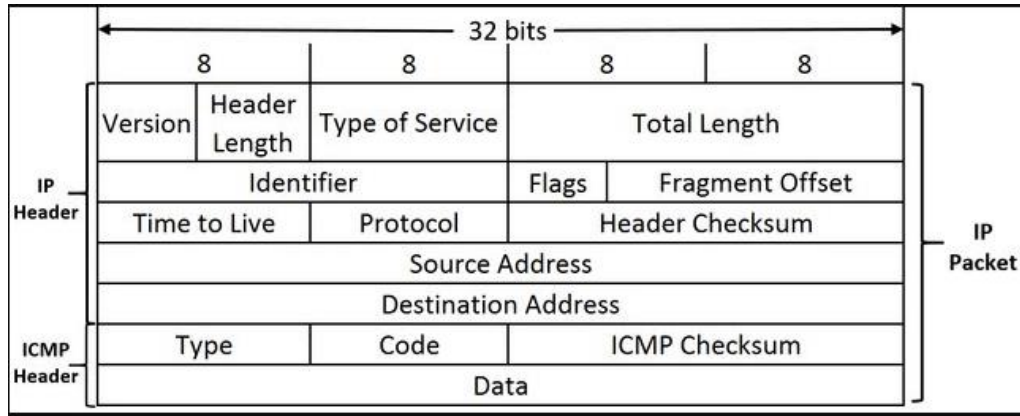 32 bits
8 8 8 8
Version Header Length Type of Service Total Length
Identifier Flags Fragment Offset
Time to Live Protocol Header Checksum
Source Address
Destination Address
Type Code ICMP Checksum
Data
IP Header
ICMP Header
IP Packet